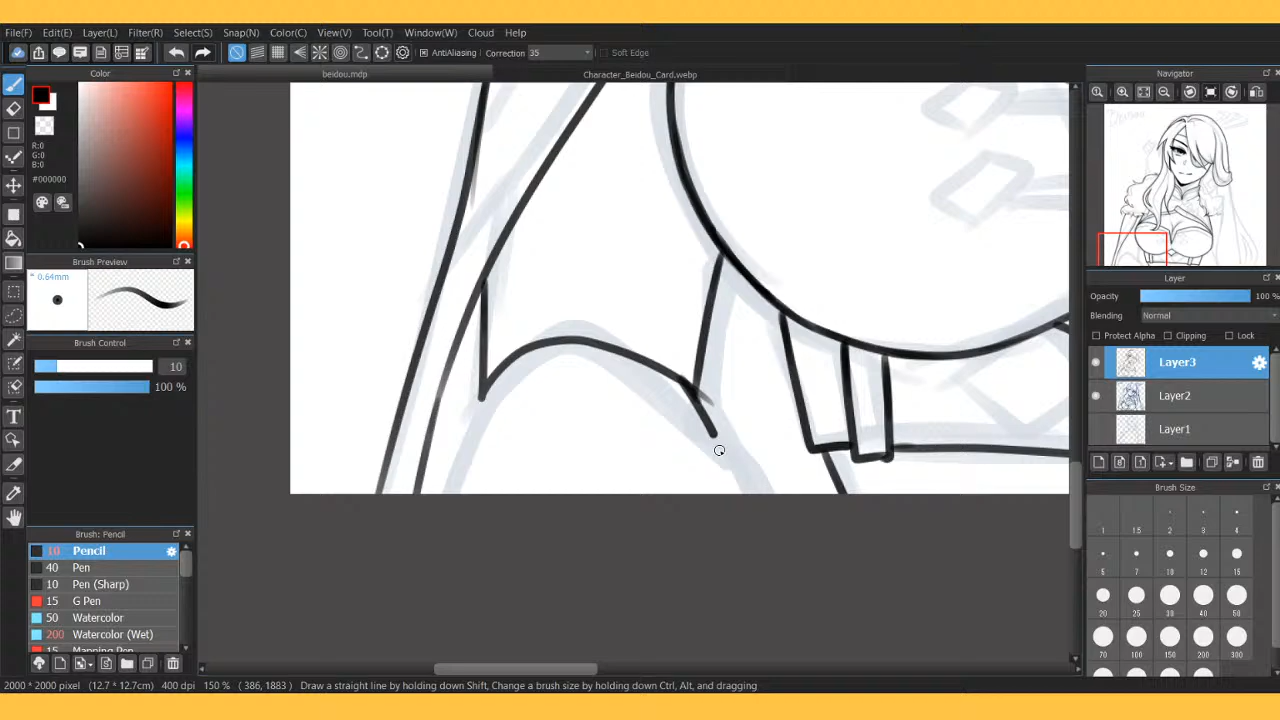 File(F) Edit(E) Layer(L) Filter(R) Select(S) Snap(N) Color(C) View(V) Tool(T) Window(W) Cloud Help
AntiAliasing Correction 35 Soft Edge
Color
beidou.mdp
Character_Beidou_Card.webp
Navigator
R:0
G:0
B:0
#000000
Brush Preview
0.64mm
Layer
Opacity 100 %
Blending Normal
Protect Alpha Clipping Lock
Brush Control
10
100 %
Layer3
Layer2
Layer1
Brush Size
1 1.5 2 3 4
5 7 10 12 15
20 25 30 40 50
70 100 150 200 300
Brush: Pencil
10 Pencil
40 Pen
10 Pen (Sharp)
15 G Pen
50 Watercolor
200 Watercolor (Wet)
15 Mapping Pen
2000 * 2000 pixel (12.7 * 12.7cm) 400 dpi 150 % ( 386, 1883) Draw a straight line by holding down Shift, Change a brush size by holding down Ctrl, Alt, and dragging